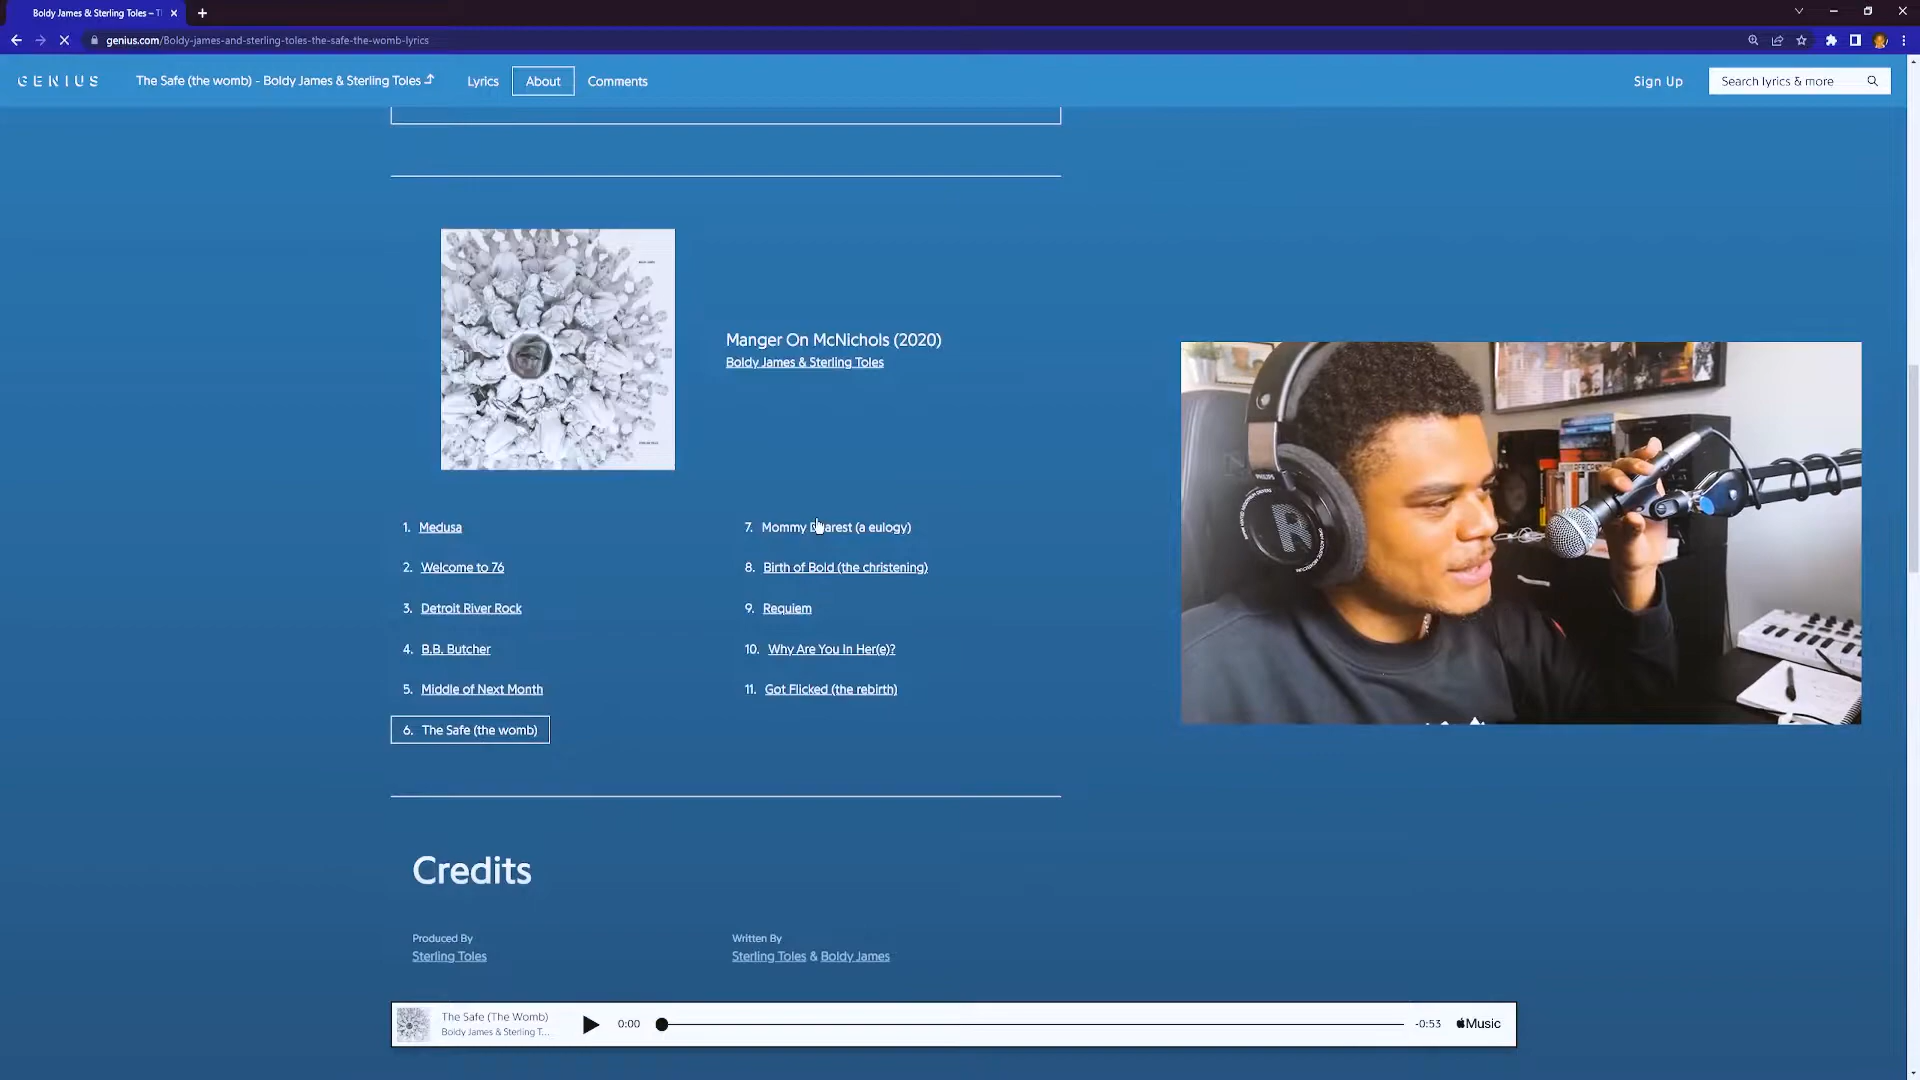 Boldy James & Sterling Toles – T
genius.com/Boldy-james-and-sterling-toles-the-safe-the-womb-lyrics
GENIUS
The Safe (the womb) - Boldy James & Sterling Toles
Lyrics
About
Comments
Sign Up
Search lyrics & more
Manger On McNichols (2020)
Boldy James & Sterling Toles
1. Medusa
2. Welcome to 76
3. Detroit River Rock
4. B.B. Butcher
5. Middle of Next Month
6. The Safe (the womb)
7. Mommy Dearest (a eulogy)
8. Birth of Bold (the christening)
9. Requiem
10. Why Are You In Her(e)?
11. Got Flicked (the rebirth)
PHILIPS
R
Credits
Produced By
Sterling Toles
Written By
Sterling Toles & Boldy James
The Safe (The Womb)
Boldy James & Sterling T...
0:00
-0:53
Music